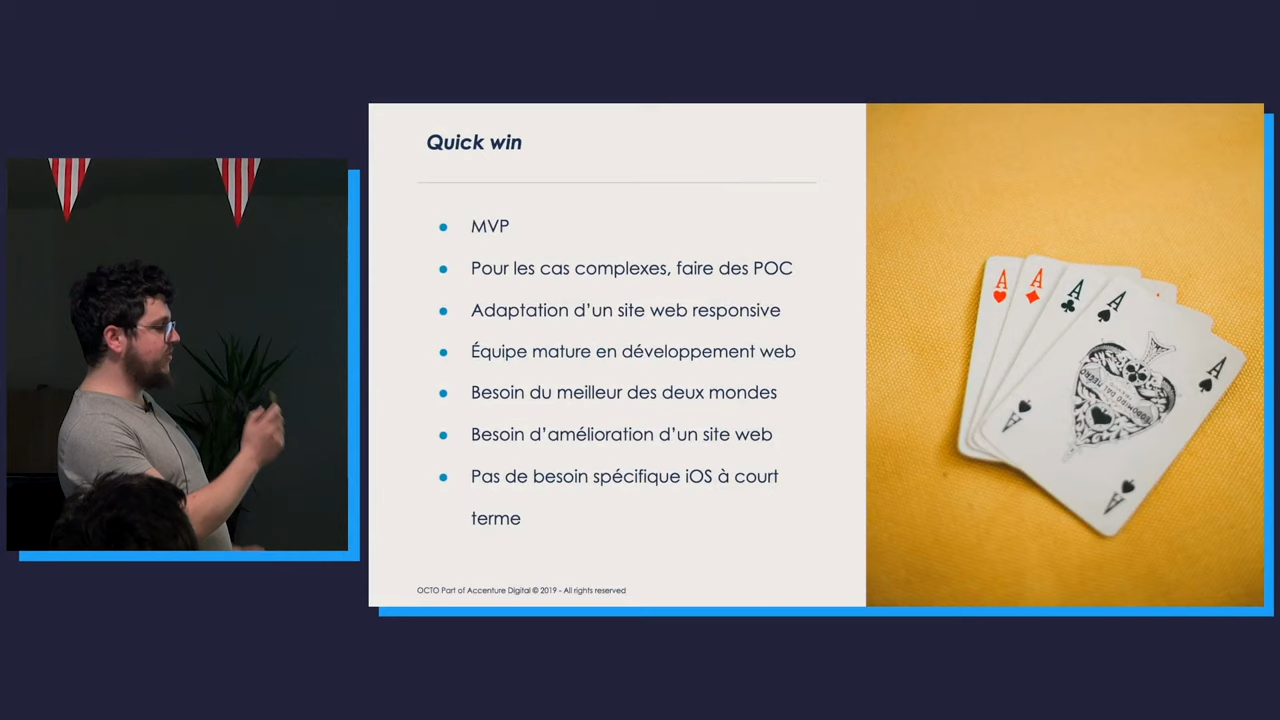 Quick win
MVP
Pour les cas complexes, faire des POC
Adaptation d'un site web responsive
Équipe mature en développement web
Besoin du meilleur des deux mondes
Besoin d'amélioration d'un site web
Pas de besoin spécifique iOS à court
terme
OCTO Part of Accenture Digital © 2019 - All rights reserved
A
A
A
A
A
A
A